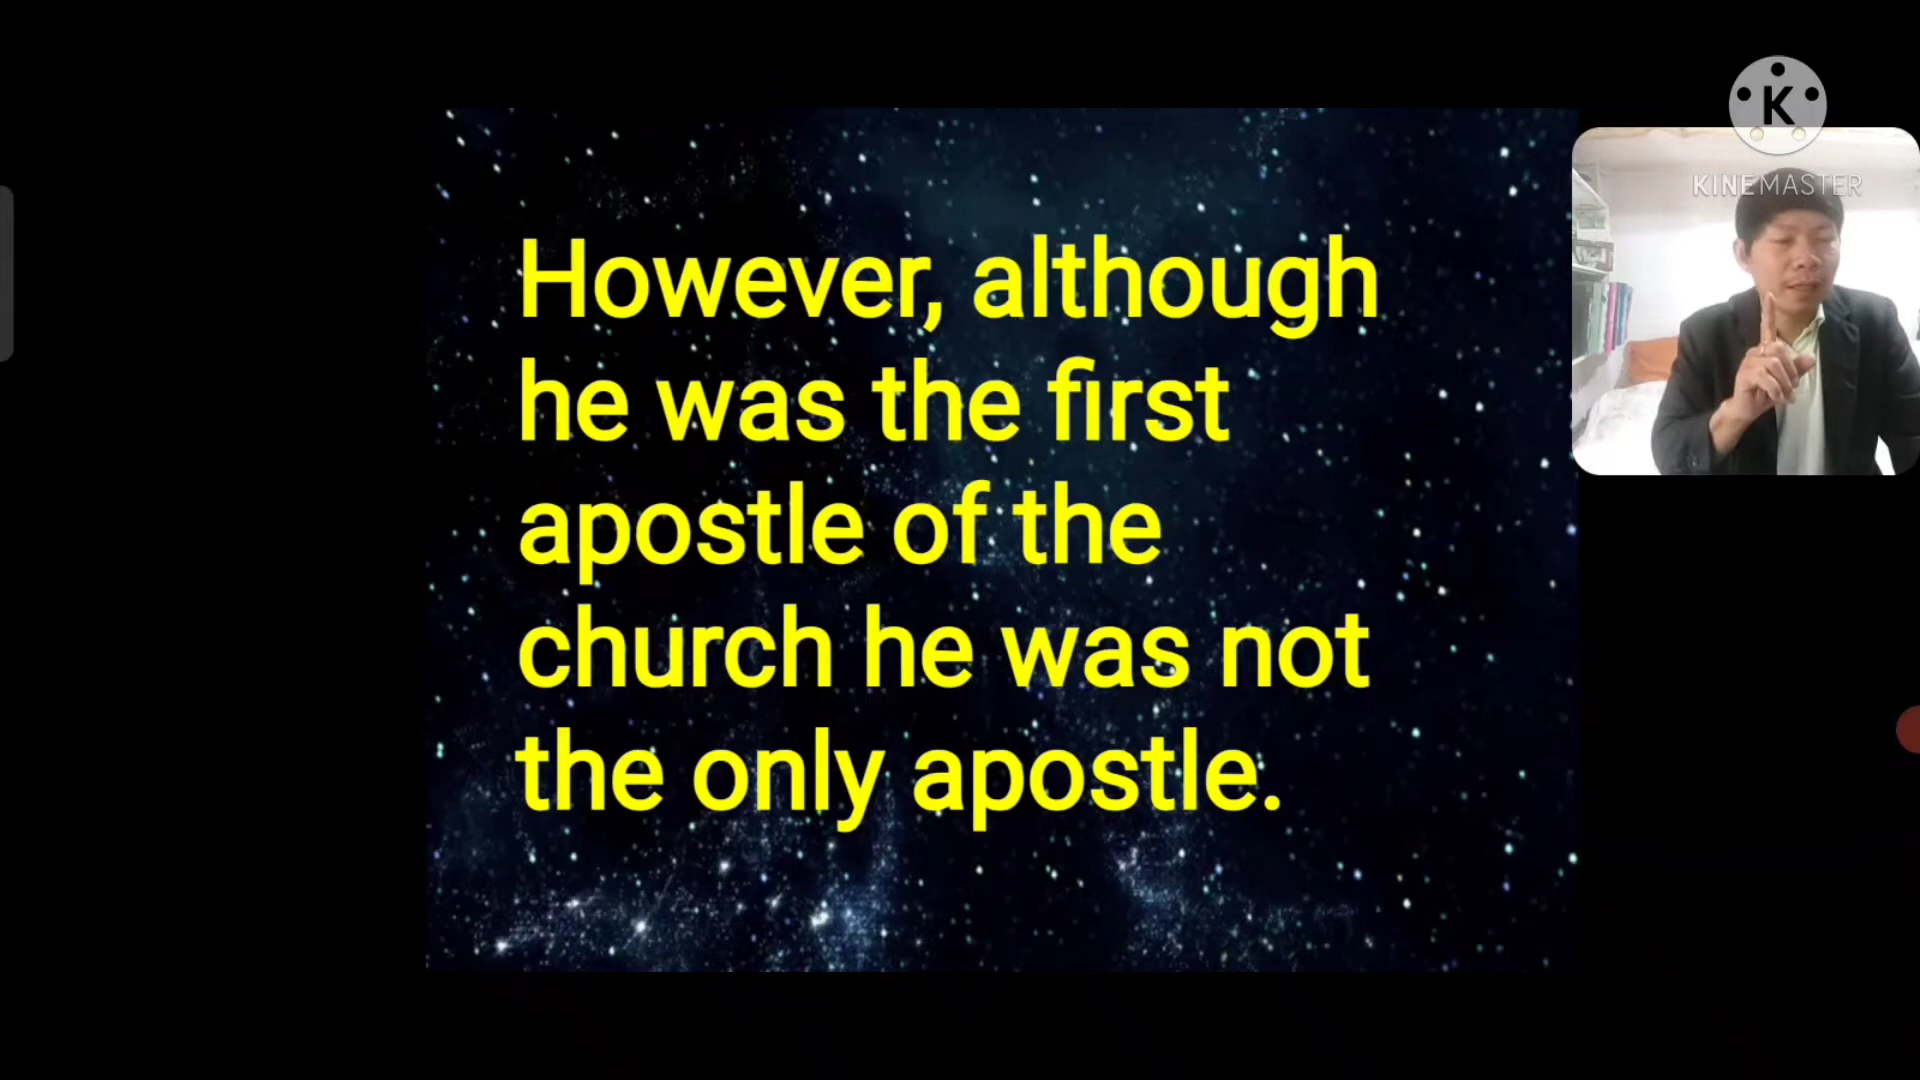 K
KINEMASTER
However, although
he was the first
apostle of the
church he was not
the only apostle.